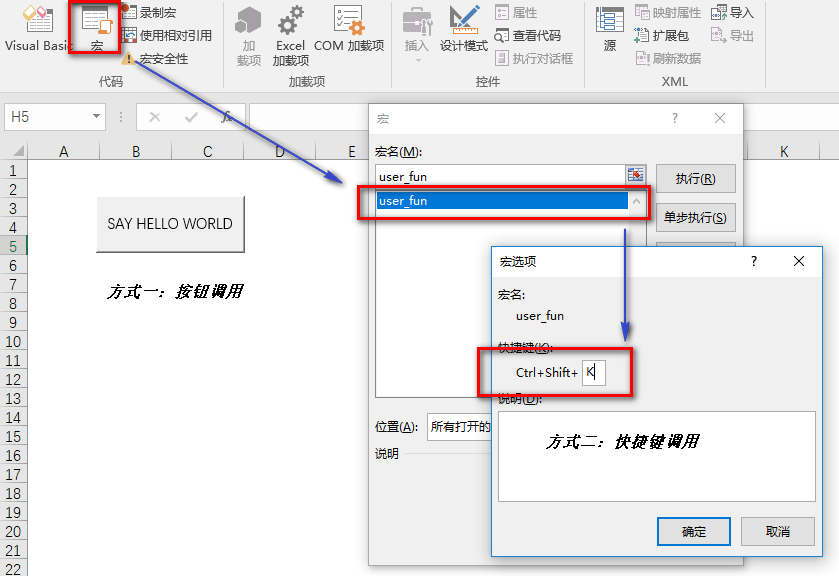 录制宏 属性 映射属性 导入
使用相对引用 查看代码 扩展包 导出
Visual Basic 宏 宏安全性 加载项 Excel 加载项 COM 加载项 插入 设计模式 执行对话框 源 刷新数据
代码 加载项 控件 XML
H5 fx
A B C D E K
1
2
3
4
5
6
7
8
9
10
11
12
13
14
15
16
17
18
19
20
21
22
SAY HELLO WORLD
方式一：按钮调用
宏 ?
宏名(M):
user_fun 执行(R)
user_fun
单步执行(S)
位置(A): 所有打开的
说明
宏选项 ?
宏名:
user_fun
快捷键(K):
Ctrl+Shift+ K
说明(D):
方式二：快捷键调用
确定 取消